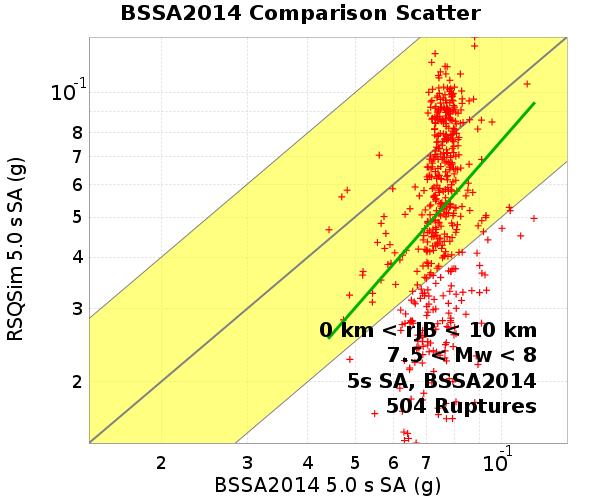 BSSA2014 Comparison Scatter
RSQSim 5.0 s SA (g)
10-1
8
7
6
5
4
3
2
0 km < rJB < 10 km
7.5 < Mw < 8
5s SA, BSSA2014
504 Ruptures
2 3 4 5 6 7 10-1
BSSA2014 5.0 s SA (g)